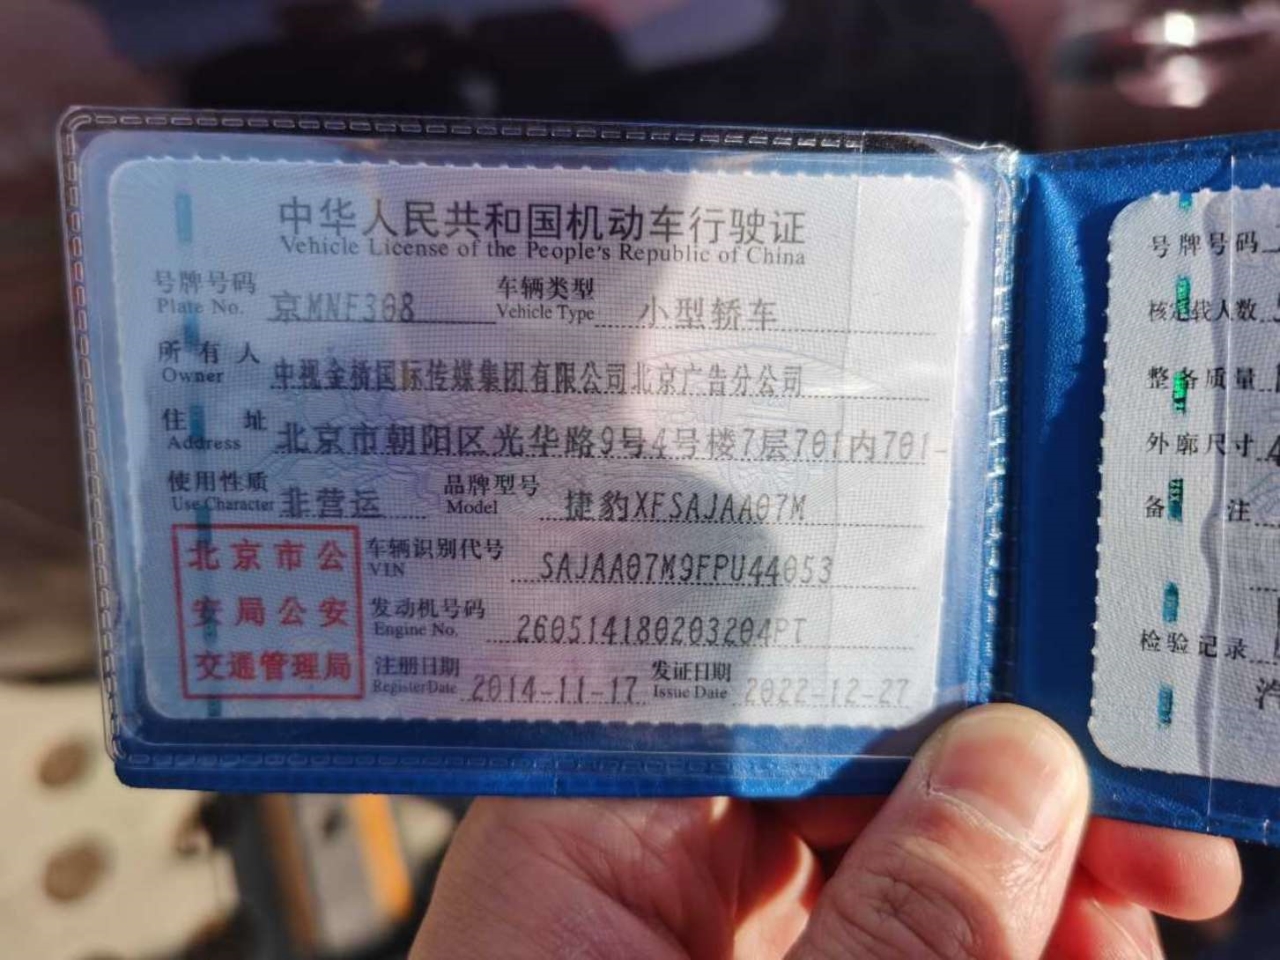 中华人民共和国机动车行驶证
Vehicle License of the People's Republic of China
号牌号码 京MNF308 车辆类型 小型轿车
Plate No. Vehicle Type
所有人 中视金桥国际传媒集团有限公司北京广告分公司
Owner
住址 北京市朝阳区光华路9号4号楼7层701内701-
Address
使用性质 非营运 品牌型号 捷豹XFSAJAA07M
Use Character Model
北京市公
安局公安
交通管理局
车辆识别代号 SAJAA07M9FPU44053
VIN
发动机号码 260514180203204PT
Engine No.
注册日期 2014-11-17 发证日期 2022-12-27
Register Date Issue Date
号牌号码
核定载人数
整备质量
外廓尺寸
备注
检验记录